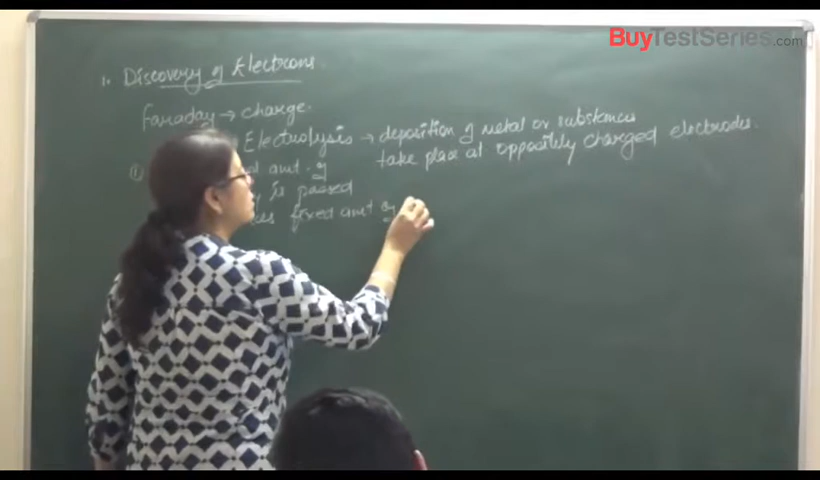 BuyTestSeries.com
1. Discovery of Electrons.
Faraday → charge.
Electrolysis → deposition of metal or substances
take place at oppositely charged electrodes.
① amt. of
is passed
fixed amt of